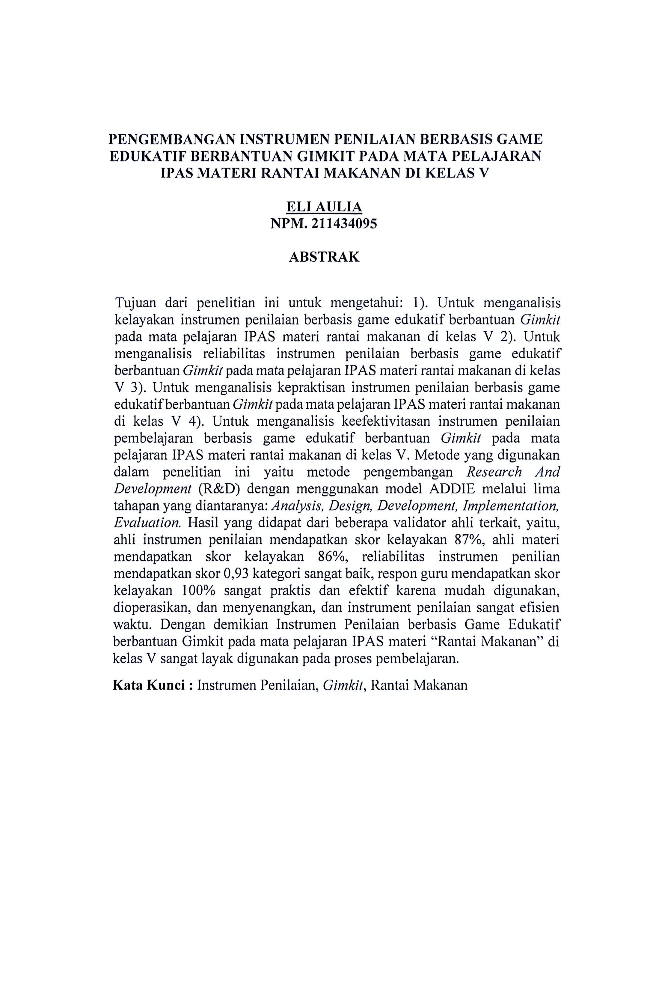 PENGEMBANGAN INSTRUMEN PENILAIAN BERBASIS GAME
EDUKATIF BERBANTUAN GIMKIT PADA MATA PELAJARAN
IPAS MATERI RANTAI MAKANAN DI KELAS V
ELI AULIA
NPM. 211434095
ABSTRAK
Tujuan dari penelitian ini untuk mengetahui: 1). Untuk menganalisis
kelayakan instrumen penilaian berbasis game edukatif berbantuan Gimkit
pada mata pelajaran IPAS materi rantai makanan di kelas V 2). Untuk
menganalisis reliabilitas instrumen penilaian berbasis game edukatif
berbantuan Gimkit pada mata pelajaran IPAS materi rantai makanan di kelas
V 3). Untuk menganalisis kepraktisan instrumen penilaian berbasis game
edukatif berbantuan Gimkit pada mata pelajaran IPAS materi rantai makanan
di kelas V 4). Untuk menganalisis keefektivitasan instrumen penilaian
pembelajaran berbasis game edukatif berbantuan Gimkit pada mata
pelajaran IPAS materi rantai makanan di kelas V. Metode yang digunakan
dalam penelitian ini yaitu metode pengembangan Research And
Development (R&D) dengan menggunakan model ADDIE melalui lima
tahapan yang diantaranya: Analysis, Design, Development, Implementation,
Evaluation. Hasil yang didapat dari beberapa validator ahli terkait, yaitu,
ahli instrumen penilaian mendapatkan skor kelayakan 87%, ahli materi
mendapatkan skor kelayakan 86%, reliabilitas instrumen penilian
mendapatkan skor 0,93 kategori sangat baik, respon guru mendapatkan skor
kelayakan 100% sangat praktis dan efektif karena mudah digunakan,
dioperasikan, dan menyenangkan, dan instrument penilaian sangat efisien
waktu. Dengan demikian Instrumen Penilaian berbasis Game Edukatif
berbantuan Gimkit pada mata pelajaran IPAS materi “Rantai Makanan” di
kelas V sangat layak digunakan pada proses pembelajaran.
Kata Kunci : Instrumen Penilaian, Gimkit, Rantai Makanan